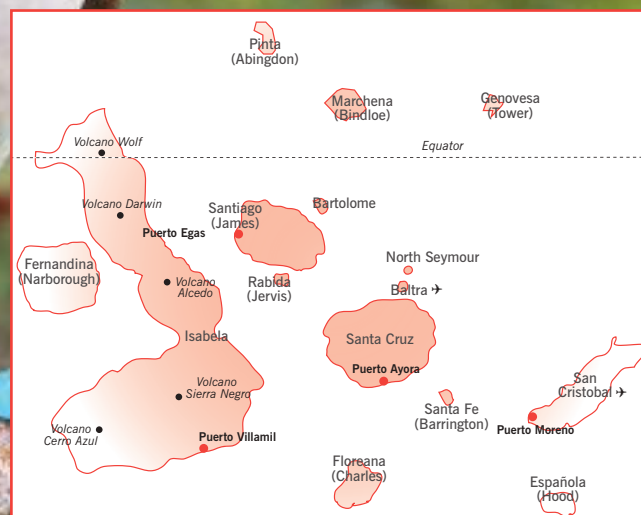 Pinta
(Abingdon)
Marchena
(Bindloe)
Genovesa
(Tower)
Equator
Volcano Wolf
Volcano Darwin
Puerto Egas
Santiago
(James)
Bartolome
Fernandina
(Narborough)
Volcano
Alcedo
Rabida
(Jervis)
North Seymour
Baltra
Isabela
Santa Cruz
Puerto Ayora
Volcano
Sierra Negro
San
Cristobal
Santa Fe
(Barrington)
Puerto Moreno
Volcano
Cerro Azul
Puerto Villamil
Floreana
(Charles)
Española
(Hood)